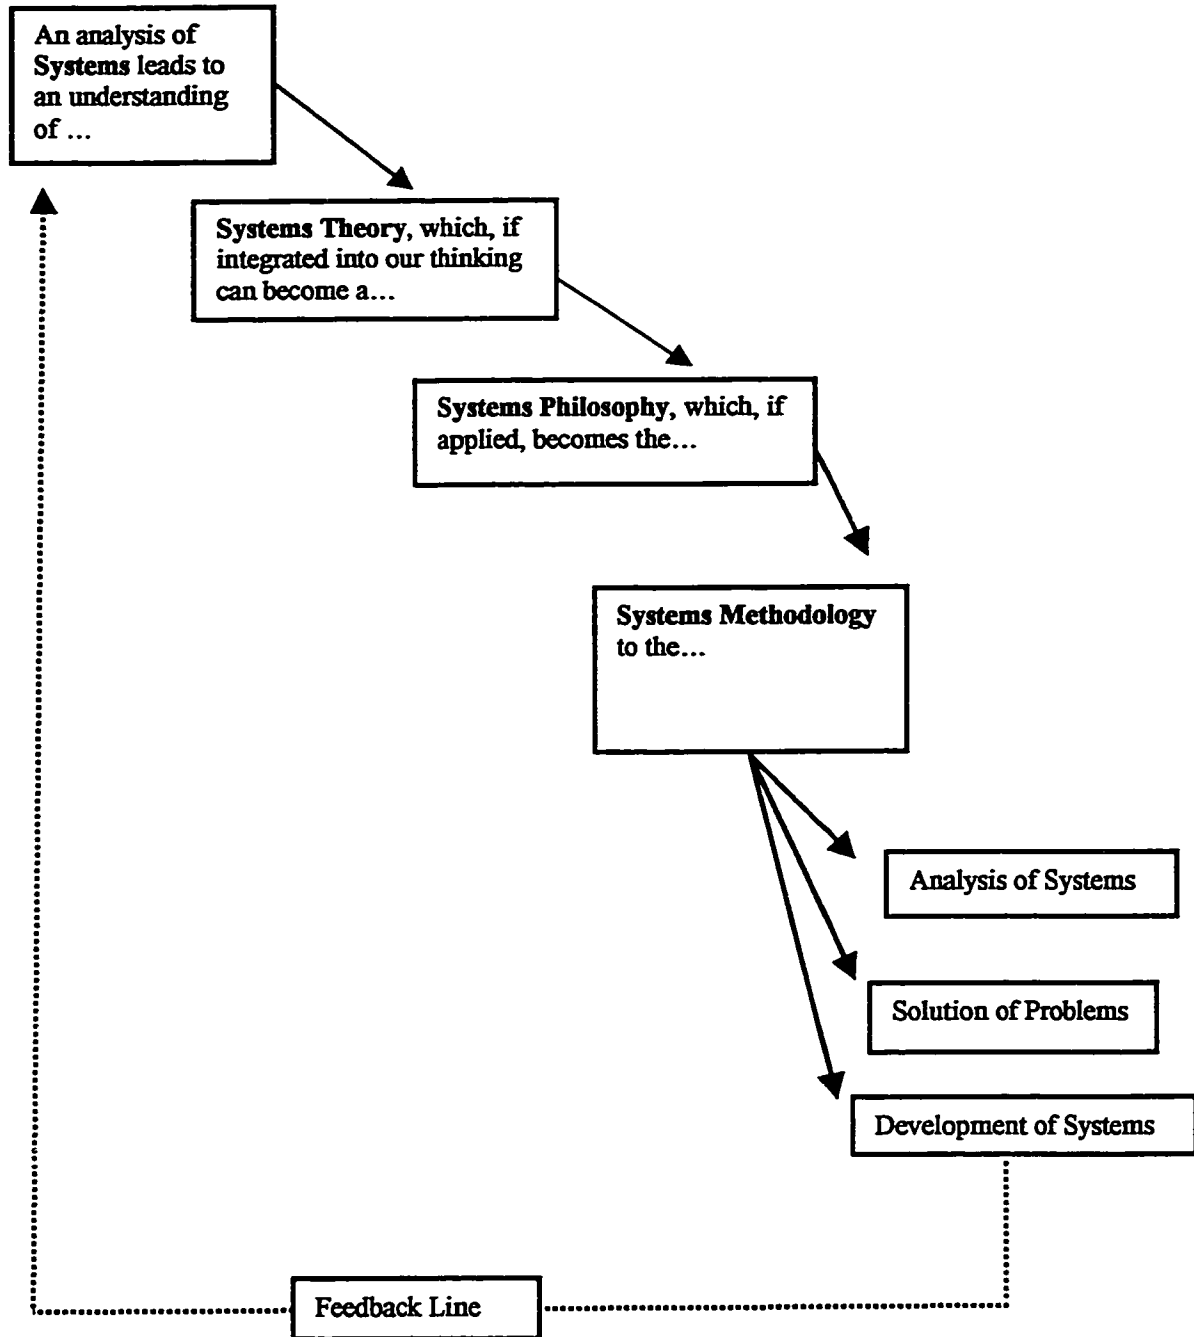 An analysis of
Systems leads to
an understanding
of ...
Systems Theory, which, if
integrated into our thinking
can become a...
Systems Philosophy, which, if
applied, becomes the...
Systems Methodology
to the...
Analysis of Systems
Solution of Problems
Development of Systems
Feedback Line